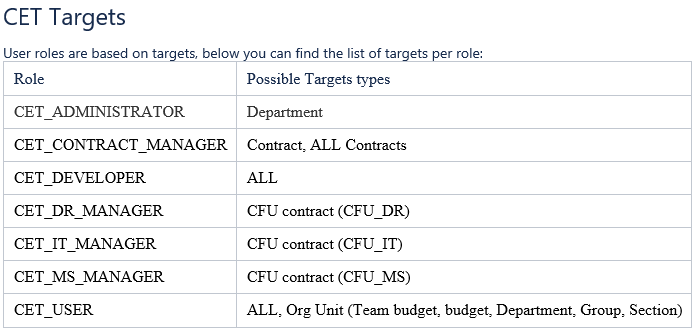 CET Targets
User roles are based on targets, below you can find the list of targets per role:
Role Possible Targets types
CET_ADMINISTRATOR Department
CET_CONTRACT_MANAGER Contract, ALL Contracts
CET_DEVELOPER ALL
CET_DR_MANAGER CFU contract (CFU_DR)
CET_IT_MANAGER CFU contract (CFU_IT)
CET_MS_MANAGER CFU contract (CFU_MS)
CET_USER ALL, Org Unit (Team budget, budget, Department, Group, Section)